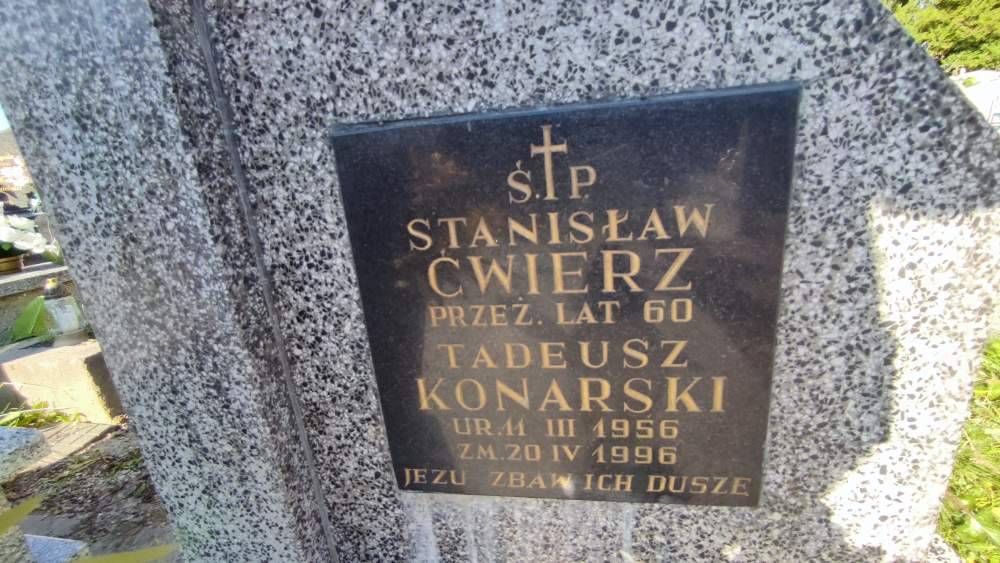 Ś.P.
STANISŁAW
ĆWIERZ
PRZEŻ. LAT 60
TADEUSZ
KONARSKI
UR. 11 III 1956
ZM. 20 IV 1996
JEZU ZBAW ICH DUSZE